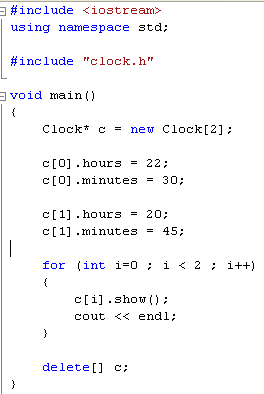 #include <iostream>
using namespace std;
#include "clock.h"
void main()
{
Clock* c = new Clock[2];
c[0].hours = 22;
c[0].minutes = 30;
c[1].hours = 20;
c[1].minutes = 45;
for (int i=0 ; i < 2 ; i++)
{
c[i].show();
cout << endl;
}
delete[] c;
}